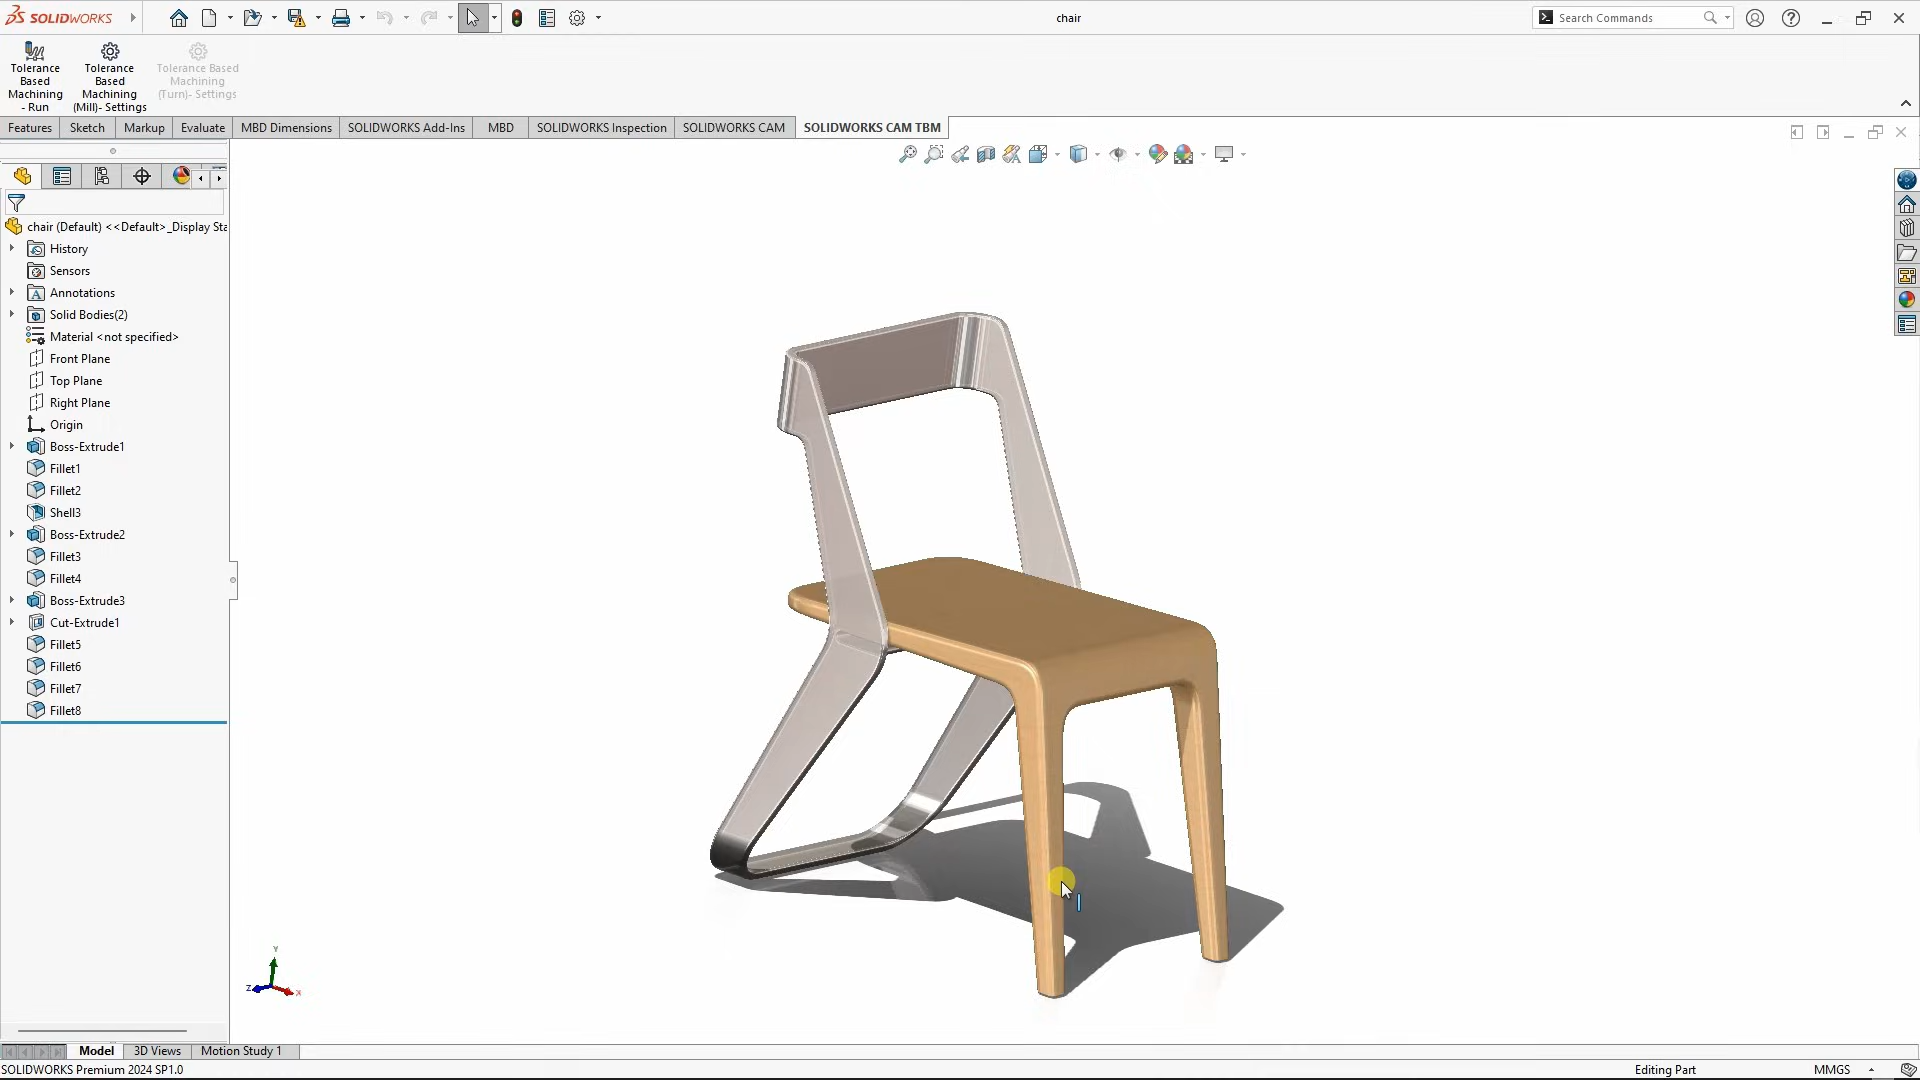 SOLIDWORKS
chair
Search Commands
Tolerance Based Machining - Run
Tolerance Based Machining (Mill)- Settings
Tolerance Based Machining (Turn)- Settings
Features
Sketch
Markup
Evaluate
MBD Dimensions
SOLIDWORKS Add-Ins
MBD
SOLIDWORKS Inspection
SOLIDWORKS CAM
SOLIDWORKS CAM TBM
chair (Default) <<Default>_Display Sta
History
Sensors
Annotations
Solid Bodies(2)
Material <not specified>
Front Plane
Top Plane
Right Plane
Origin
Boss-Extrude1
Fillet1
Fillet2
Shell3
Boss-Extrude2
Fillet3
Fillet4
Boss-Extrude3
Cut-Extrude1
Fillet5
Fillet6
Fillet7
Fillet8
Y
Z
X
Model
3D Views
Motion Study 1
SOLIDWORKS Premium 2024 SP1.0
Editing Part
MMGS